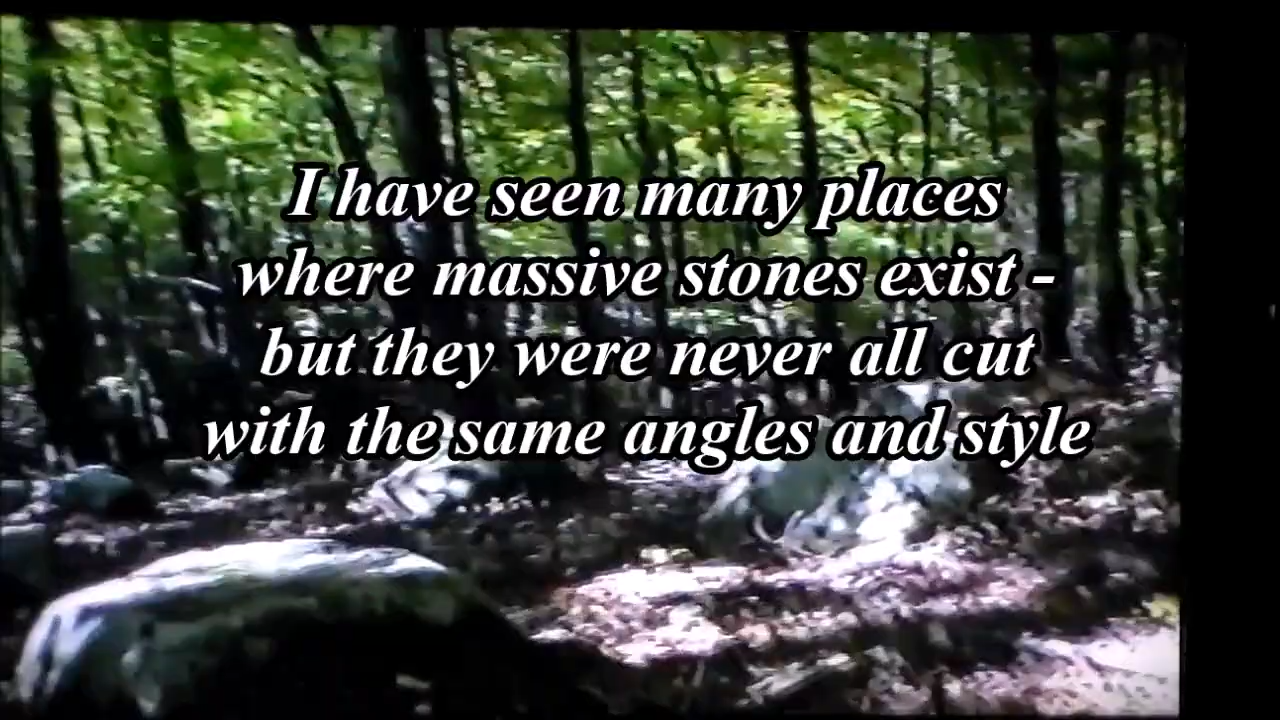 I have seen many places
where massive stones exist -
but they were never all cut
with the same angles and style